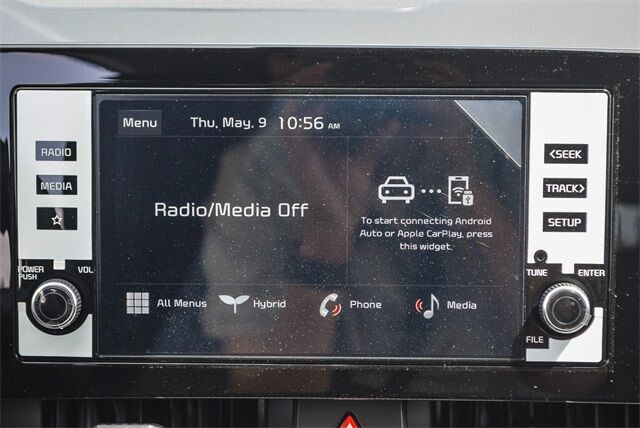 Menu Thu, May. 9 10:56 AM
RADIO
MEDIA
Radio/Media Off
To start connecting Android
Auto or Apple CarPlay, press
this widget.
All Menus Hybrid Phone Media
<SEEK
TRACK>
SETUP
POWER VOL
PUSH
TUNE ENTER
FILE